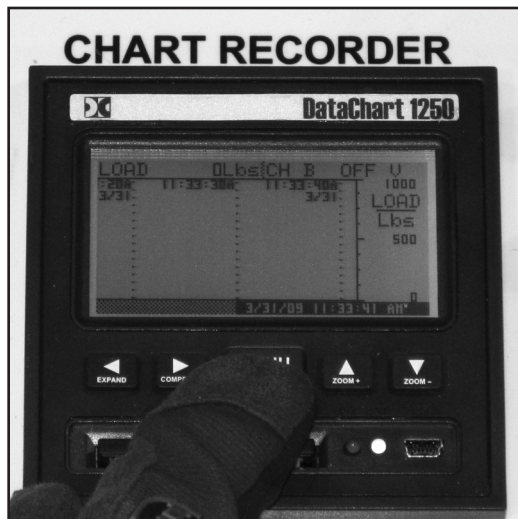 CHART RECORDER
DataChart 1250
LOAD 0Lbs CH B OFF V
:20A 11:33:30A 11:33:40A 1000
3/31 3/31 LOAD
Lbs
500
0
3/31/09 11:33:41 AM
EXPAND ZOOM + ZOOM –